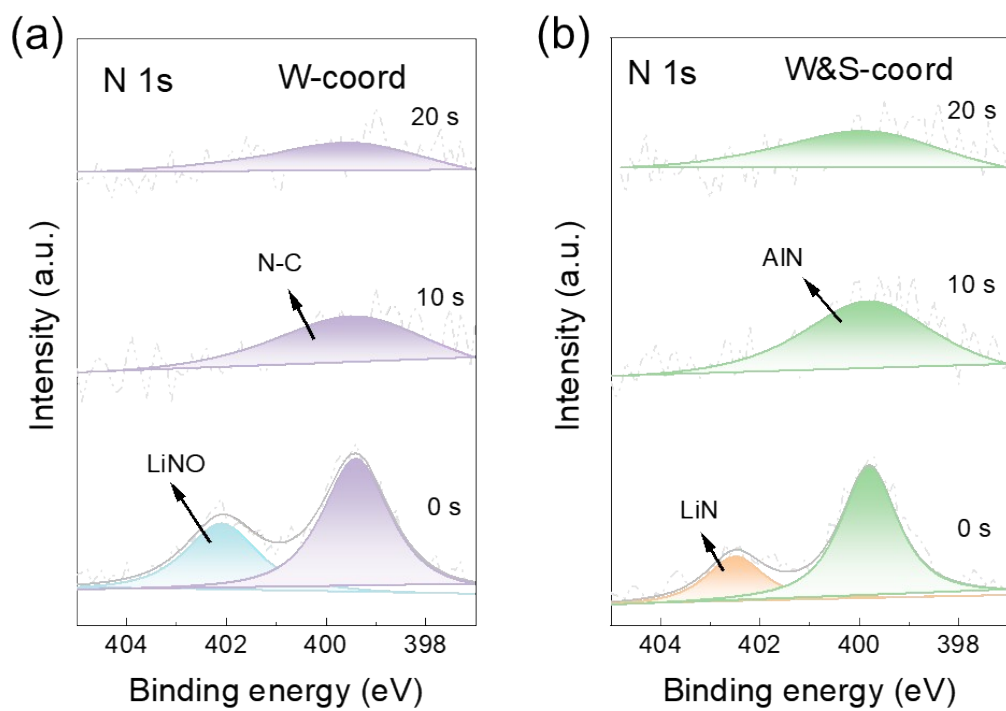 (a)
N 1s
W-coord
20 s
N-C
10 s
LiNO
0 s
Intensity (a.u.)
404
402
400
398
Binding energy (eV)
(b)
N 1s
W&S-coord
20 s
AlN
10 s
LiN
0 s
Intensity (a.u.)
404
402
400
398
Binding energy (eV)